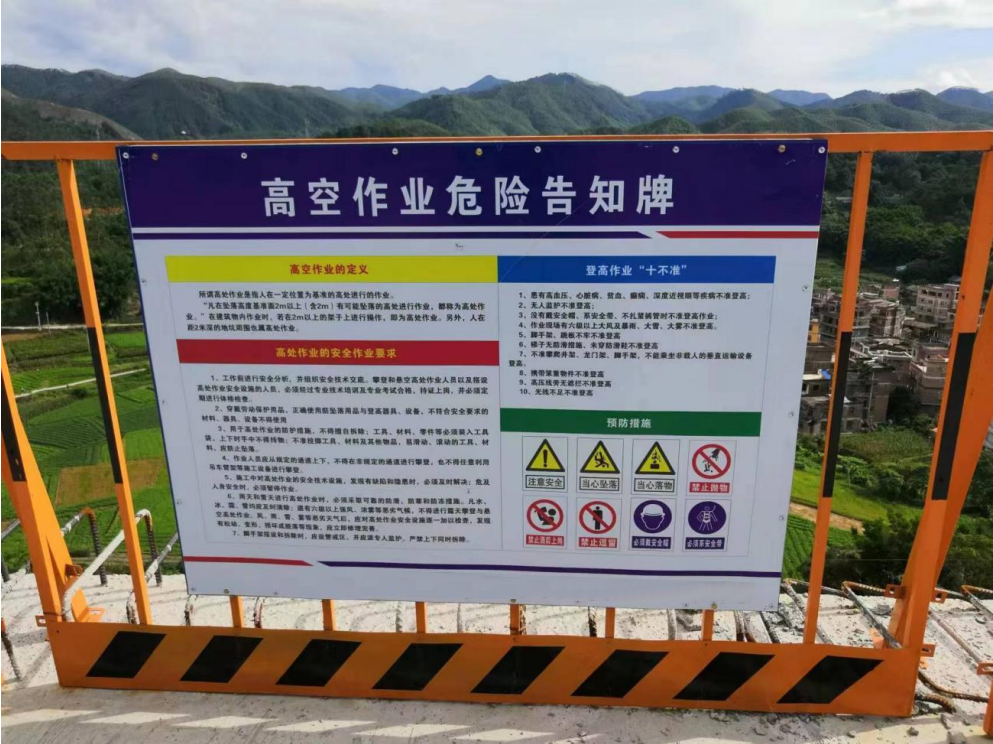 高空作业危险告知牌
高空作业的定义
所谓高处作业是指人在一定位置为基准的高处进行的作业。
“凡在坠落高度基准面2m以上（含2m）有可能坠落的高处进行作业，都称为高处作
业。”在建筑物内作业时，若在2m以上的架子上进行操作，即为高处作业。另外，人在
距2米深的地坑周围也属高处作业。
高处作业的安全作业要求
1、工作前进行安全分析，并组织安全技术交底，攀登和悬空高处作业人员以及搭设
高处作业安全设施的人员，必须经过专业技术培训及专业考试合格，持证上岗，并必须定
期进行体格检查。
2、穿戴劳动保护用品，正确使用防坠落用品与登高器具、设备，不符合安全要求的
材料、器具、设备不得使用
3、用于高处作业的防护措施，不得擅自拆除；工具、材料、零件等必须装入工具
袋，上下时手中不得持物；不准投掷工具、材料及其他物品，易滑动、滚动的工具、材
料，应防止坠落。
4、作业人员应从规定的通道上下，不得在非规定的通道进行攀登，也不得任意利用
吊车臂架等施工设备进行攀登。
5、施工中对高处作业的安全技术设施，发现有缺陷和隐患时，必须及时解决；危及
人身安全时，必须暂停作业。
6、雨天和雪天进行高处作业时，必须采取可靠的防滑、防寒和防冻措施。凡水、
冰、霜、雪均应及时清除；遇有六级以上强风、浓雾等恶劣气候，不得进行露天攀登与悬
空高处作业，风、雨、雷、雾等恶劣天气后，应对高处作业安全设施逐一加以检查，发现
有松动、变形、损坏或脱落等现象，应立即修理完善。
7、脚手架搭设和拆除时，应设警戒区，并应派专人监护，严禁上下同时拆除。
登高作业“十不准”
1、患有高血压、心脏病、贫血、癫痫、深度近视眼等疾病不准登高；
2、无人监护不准登高；
3、没有戴安全帽、系安全带、不扎紧裤管时不准登高作业；
4、作业现场有六级以上大风及暴雨、大雪、大雾不准登高。
5、脚手架、跳板不牢不准登高
6、梯子无防滑措施、未穿防滑鞋不准登高
7、不准攀爬井架、龙门架、脚手架，不能乘坐非载人的垂直运输设备
登高。
8、携带笨重物件不准登高
9、高压线旁无遮拦不准登高
10、光线不足不准登高
预防措施
注意安全
当心坠落
当心落物
禁止抛物
禁止酒后上岗
禁止逗留
必须戴安全帽
必须系安全带